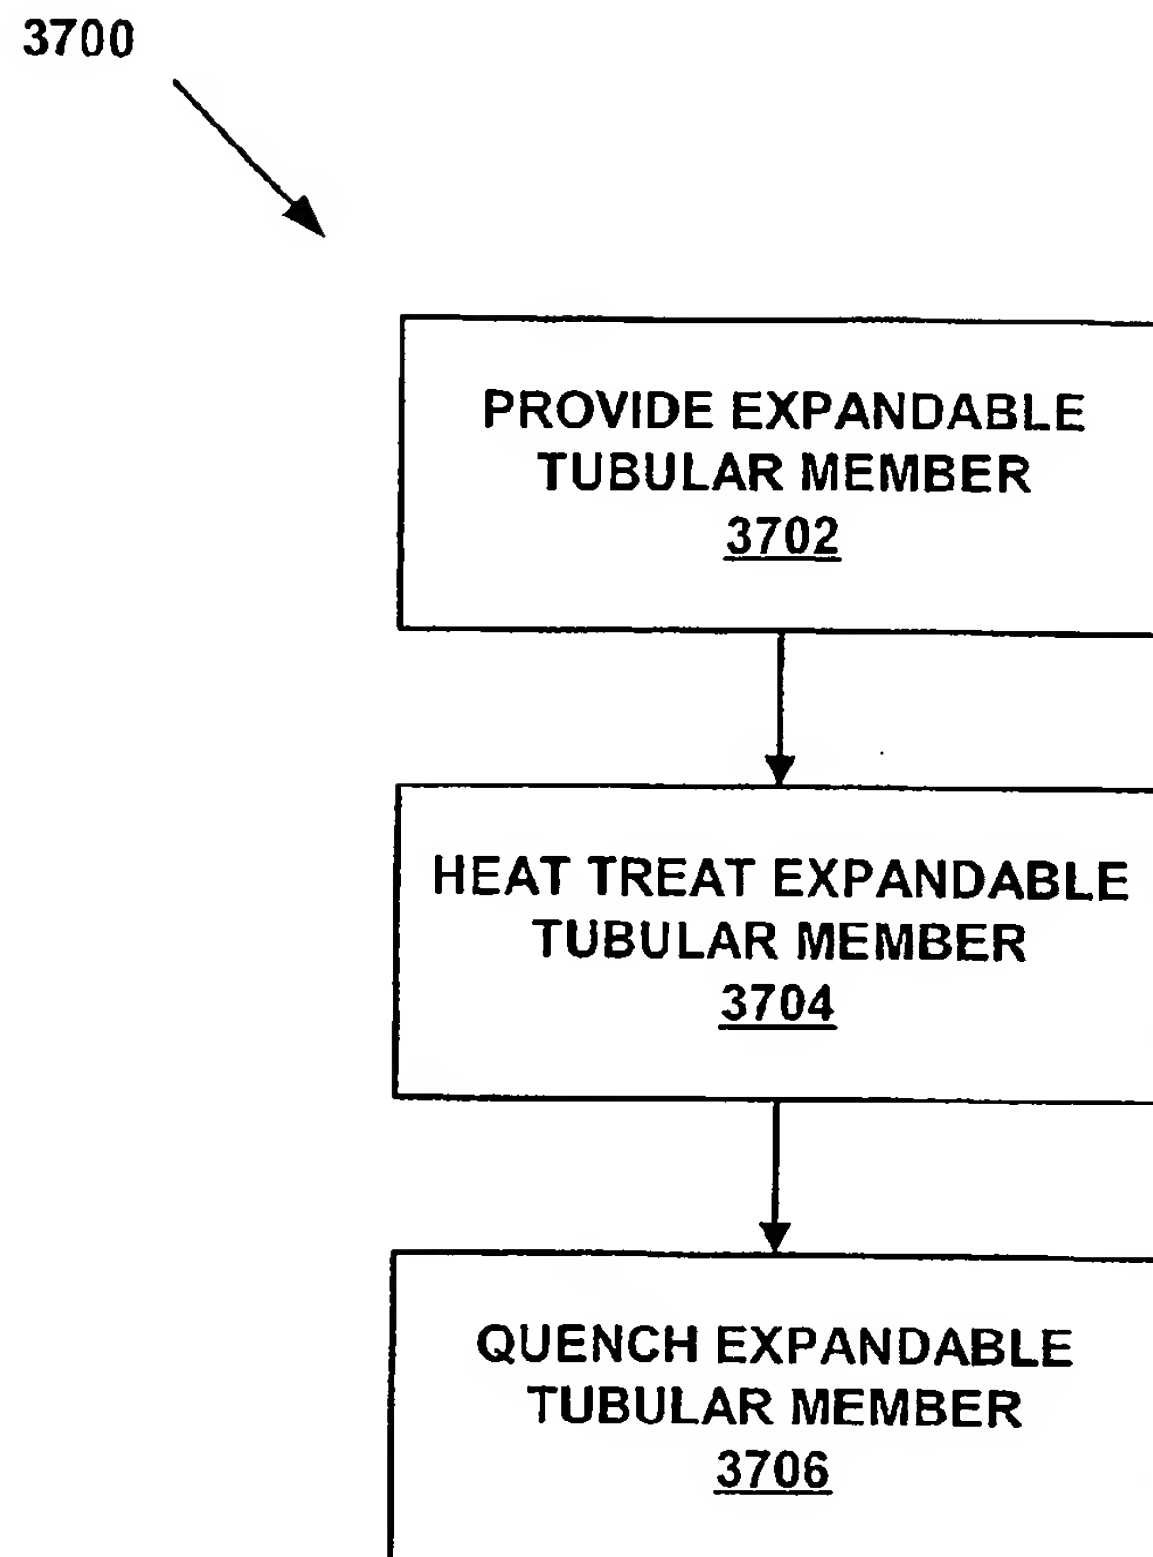 3700
PROVIDE EXPANDABLE
TUBULAR MEMBER
3702
HEAT TREAT EXPANDABLE
TUBULAR MEMBER
3704
QUENCH EXPANDABLE
TUBULAR MEMBER
3706